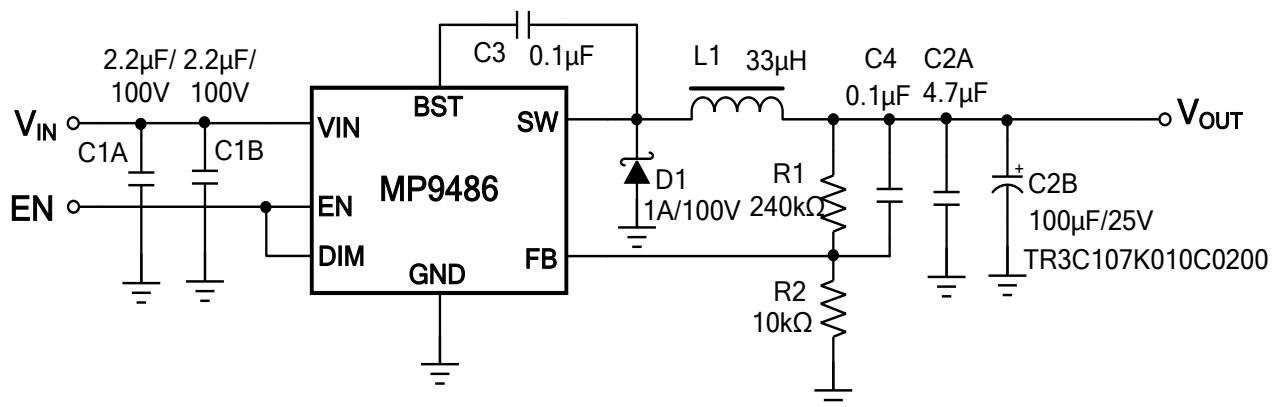 2.2µF/ 2.2µF/
100V 100V
C3 0.1µF
L1 33µH
C4 C2A
0.1µF 4.7µF
BST
VIN
SW
VIN
VOUT
C1A
C1B
MP9486
D1
1A/100V
R1
240kΩ
C2B
+
100µF/25V
TR3C107K010C0200
EN
EN
DIM
FB
GND
R2
10kΩ